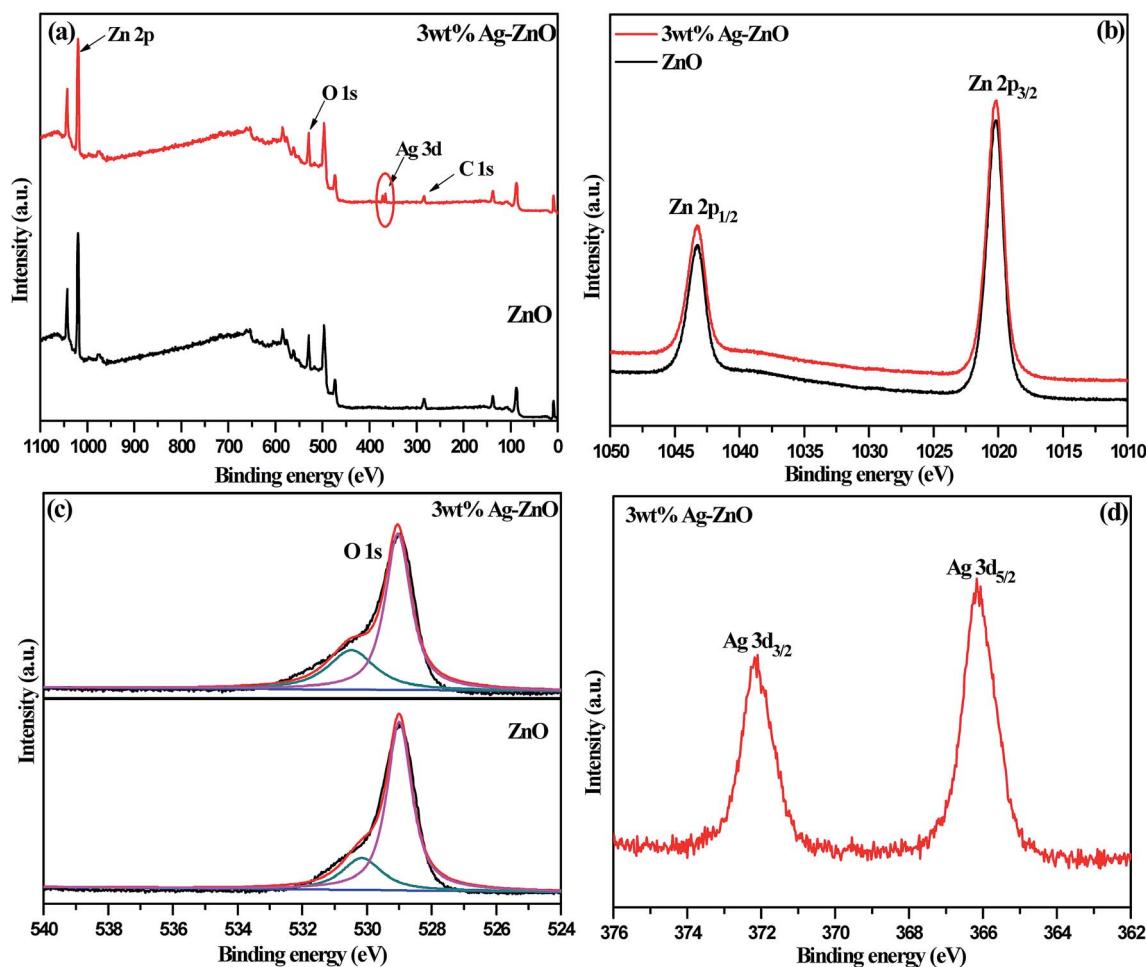 (a)
3wt% Ag-ZnO
Zn 2p
O 1s
Ag 3d
C 1s
ZnO
Intensity (a.u.)
1100 1000 900 800 700 600 500 400 300 200 100 0
Binding energy (eV)
(b)
3wt% Ag-ZnO
ZnO
Zn 2p3/2
Zn 2p1/2
Intensity (a.u.)
1050 1045 1040 1035 1030 1025 1020 1015 1010
Binding energy (eV)
(c)
3wt% Ag-ZnO
O 1s
ZnO
Intensity (a.u.)
540 538 536 534 532 530 528 526 524
Binding energy (eV)
3wt% Ag-ZnO
(d)
Ag 3d5/2
Ag 3d3/2
Intensity (a.u.)
376 374 372 370 368 366 364 362
Binding energy (eV)